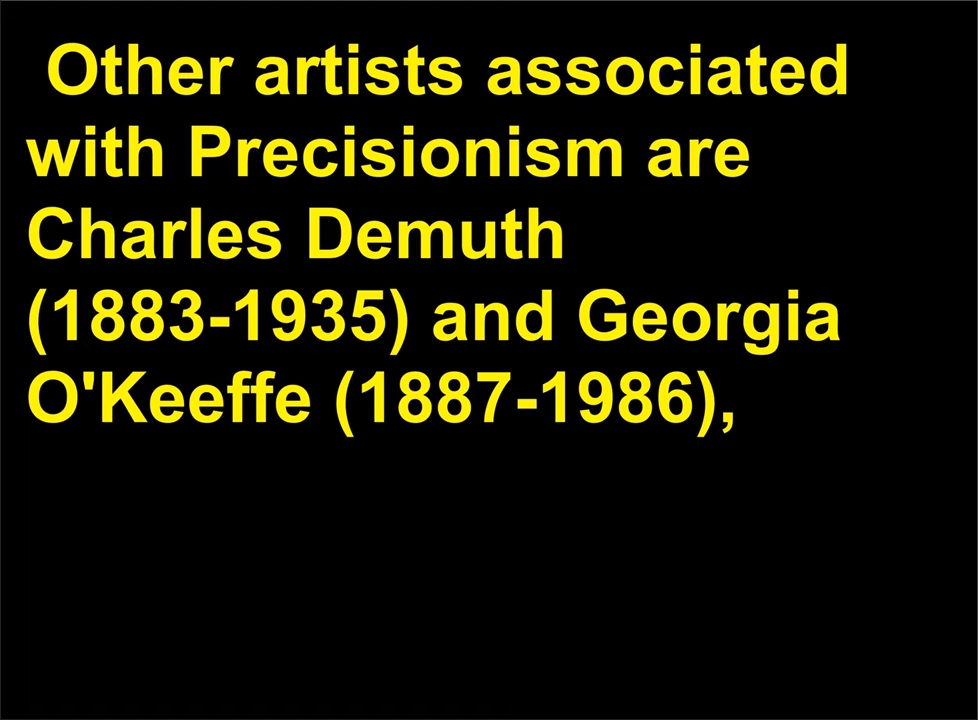 Other artists associated
with Precisionism are
Charles Demuth
(1883-1935) and Georgia
O'Keeffe (1887-1986),